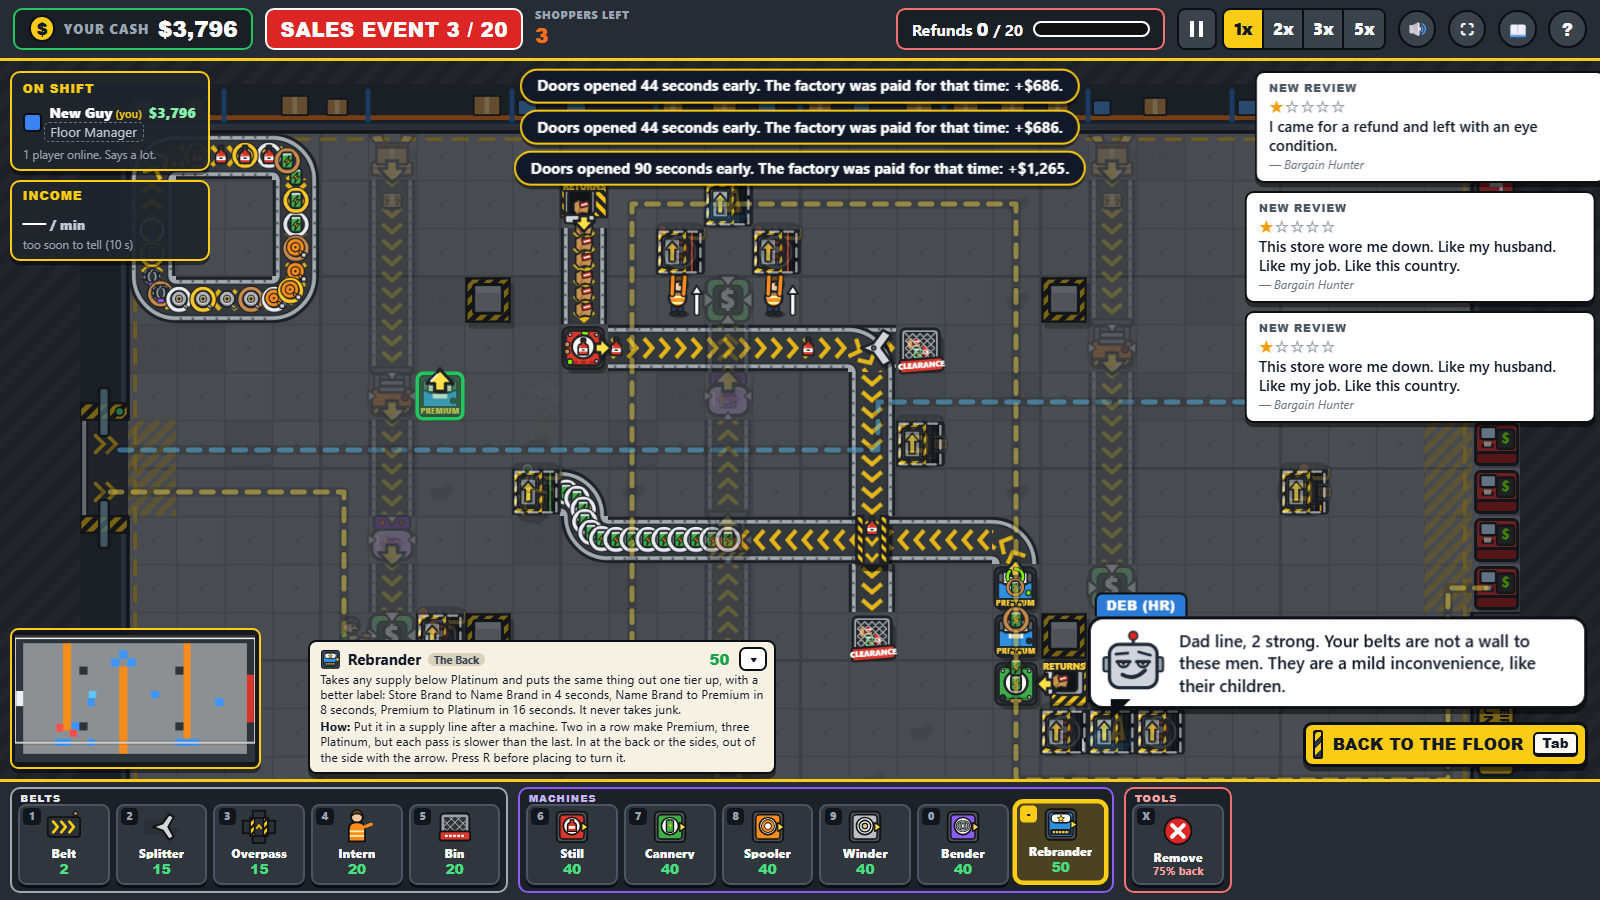 YOUR CASH $3,796
SALES EVENT 3 / 20
SHOPPERS LEFT
3
Refunds 0 / 20
1x
2x
3x
5x
?
ON SHIFT
New Guy (you) $3,796
Floor Manager
1 player online. Says a lot.
INCOME
— / min
too soon to tell (10 s)
Doors opened 44 seconds early. The factory was paid for that time: +$686.
Doors opened 44 seconds early. The factory was paid for that time: +$686.
Doors opened 90 seconds early. The factory was paid for that time: +$1,265.
NEW REVIEW
I came for a refund and left with an eye
condition.
— Bargain Hunter
NEW REVIEW
This store wore me down. Like my husband.
Like my job. Like this country.
— Bargain Hunter
NEW REVIEW
This store wore me down. Like my husband.
Like my job. Like this country.
— Bargain Hunter
RETURNS
CLEARANCE
PREMIUM
PREMIUM
PREMIUM
CLEARANCE
RETURNS
DEB (HR)
Dad line, 2 strong. Your belts are not a wall to
these men. They are a mild inconvenience, like
their children.
BACK TO THE FLOOR Tab
Rebrander The Back 50
Takes any supply below Platinum and puts the same thing out one tier up, with a
better label: Store Brand to Name Brand in 4 seconds, Name Brand to Premium in
8 seconds, Premium to Platinum in 16 seconds. It never takes junk.
How: Put it in a supply line after a machine. Two in a row make Premium, three
Platinum, but each pass is slower than the last. In at the back or the sides, out of
the side with the arrow. Press R before placing to turn it.
BELTS
1 Belt 2
2 Splitter 15
3 Overpass 15
4 Intern 20
5 Bin 20
MACHINES
6 Still 40
7 Cannery 40
8 Spooler 40
9 Winder 40
0 Bender 40
- Rebrander 50
TOOLS
X Remove 75% back